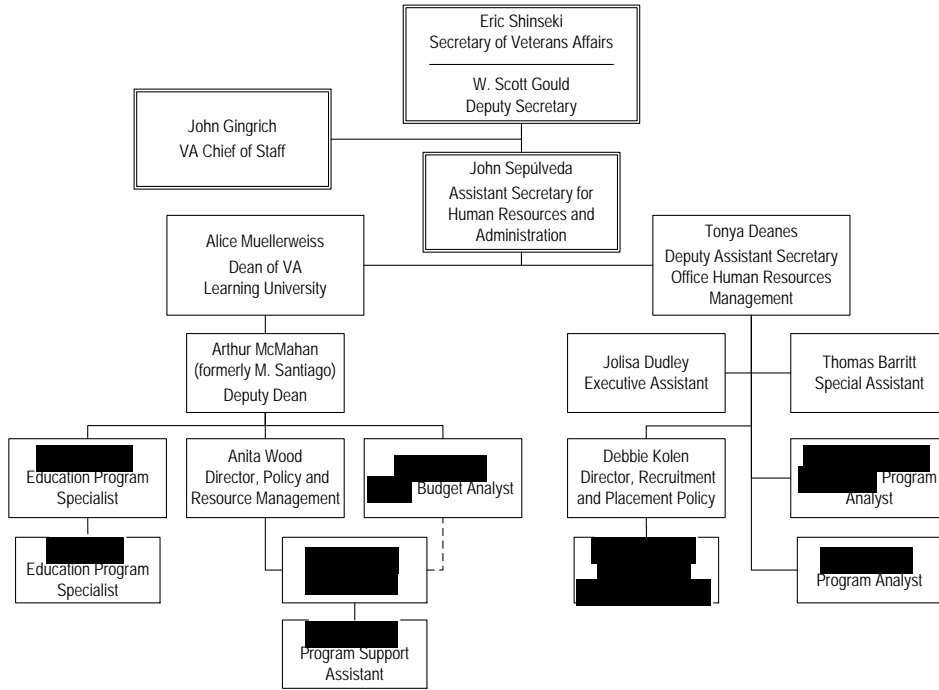 Eric Shinseki
Secretary of Veterans Affairs
W. Scott Gould
Deputy Secretary
John Gingrich
VA Chief of Staff
John Sepúlveda
Assistant Secretary for
Human Resources and
Administration
Alice Muellerweiss
Dean of VA
Learning University
Tonya Deanes
Deputy Assistant Secretary
Office Human Resources
Management
Arthur McMahan
(formerly M. Santiago)
Deputy Dean
Jolisa Dudley
Executive Assistant
Thomas Barritt
Special Assistant
Education Program
Specialist
Anita Wood
Director, Policy and
Resource Management
Budget Analyst
Debbie Kolen
Director, Recruitment
and Placement Policy
Program
Analyst
Education Program
Specialist
Program Analyst
Program Support
Assistant